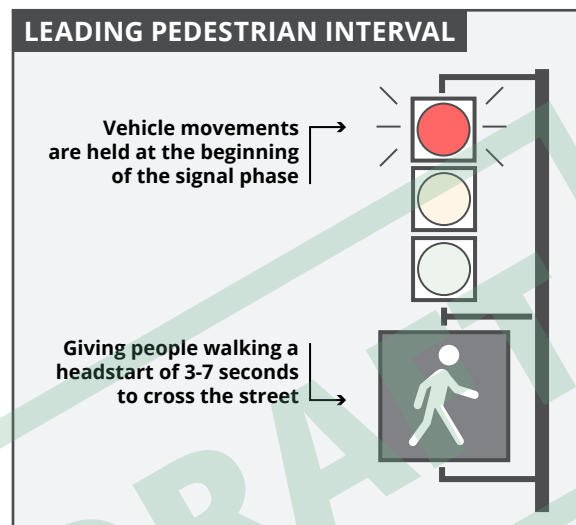 LEADING PEDESTRIAN INTERVAL
Vehicle movements
are held at the beginning
of the signal phase
Giving people walking a
headstart of 3-7 seconds
to cross the street
DRAFT